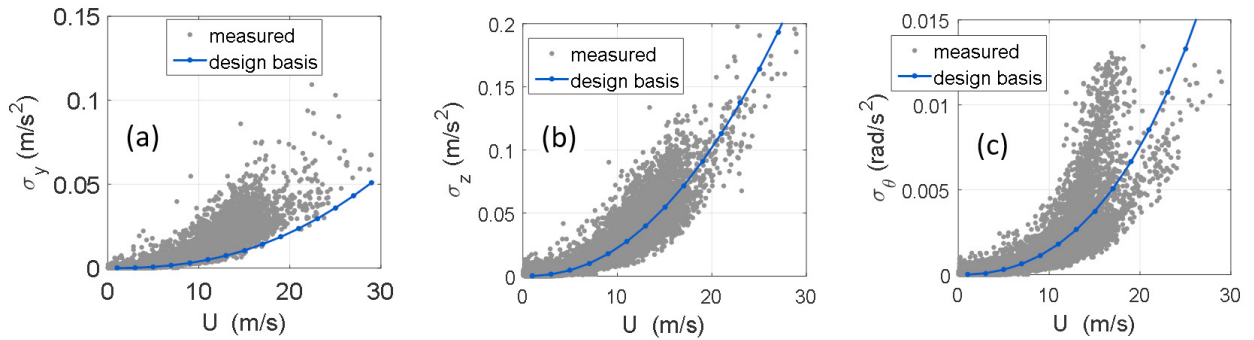 0.15
0.1
0.05
0
0
10
20
30
σy (m/s²)
U (m/s)
measured
design basis
(a)
0.2
0.15
0.1
0.05
0
0
10
20
30
σz (m/s²)
U (m/s)
measured
design basis
(b)
0.015
0.01
0.005
0
0
10
20
30
σθ (rad/s²)
U (m/s)
measured
design basis
(c)